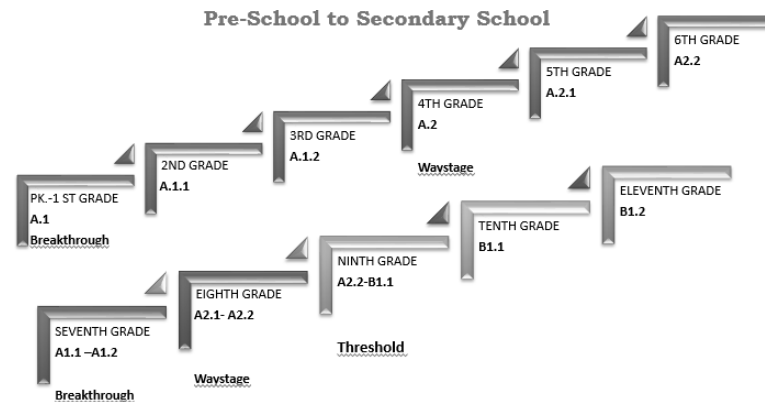 Pre-School to Secondary School
PK.-1 ST GRADE
A.1
Breakthrough
2ND GRADE
A.1.1
3RD GRADE
A.1.2
4TH GRADE
A.2
Waystage
5TH GRADE
A.2.1
6TH GRADE
A2.2
SEVENTH GRADE
A1.1 –A1.2
Breakthrough
EIGHTH GRADE
A2.1- A2.2
Waystage
NINTH GRADE
A2.2-B1.1
Threshold
TENTH GRADE
B1.1
ELEVENTH GRADE
B1.2